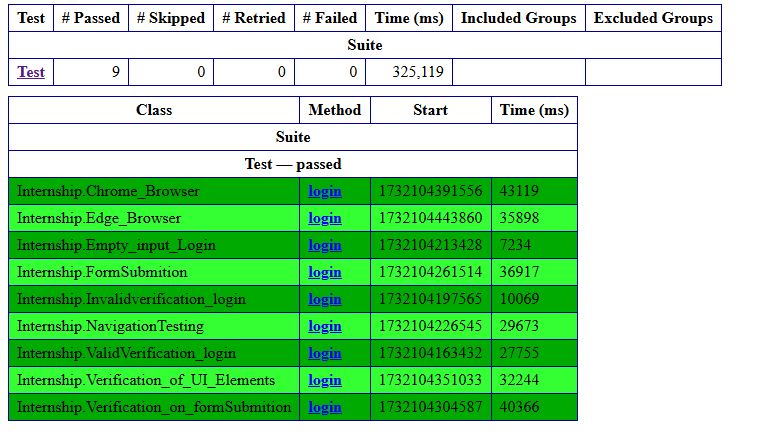 Test # Passed # Skipped # Retried # Failed Time (ms) Included Groups Excluded Groups
Suite
Test 9 0 0 0 325,119
Class Method Start Time (ms)
Suite
Test — passed
Internship.Chrome_Browser login 1732104391556 43119
Internship.Edge_Browser login 1732104443860 35898
Internship.Empty_input_Login login 1732104213428 7234
Internship.FormSubmition login 1732104261514 36917
Internship.Invalidverification_login login 1732104197565 10069
Internship.NavigationTesting login 1732104226545 29673
Internship.ValidVerification_login login 1732104163432 27755
Internship.Verification_of_UI_Elements login 1732104351033 32244
Internship.Verification_on_formSubmition login 1732104304587 40366